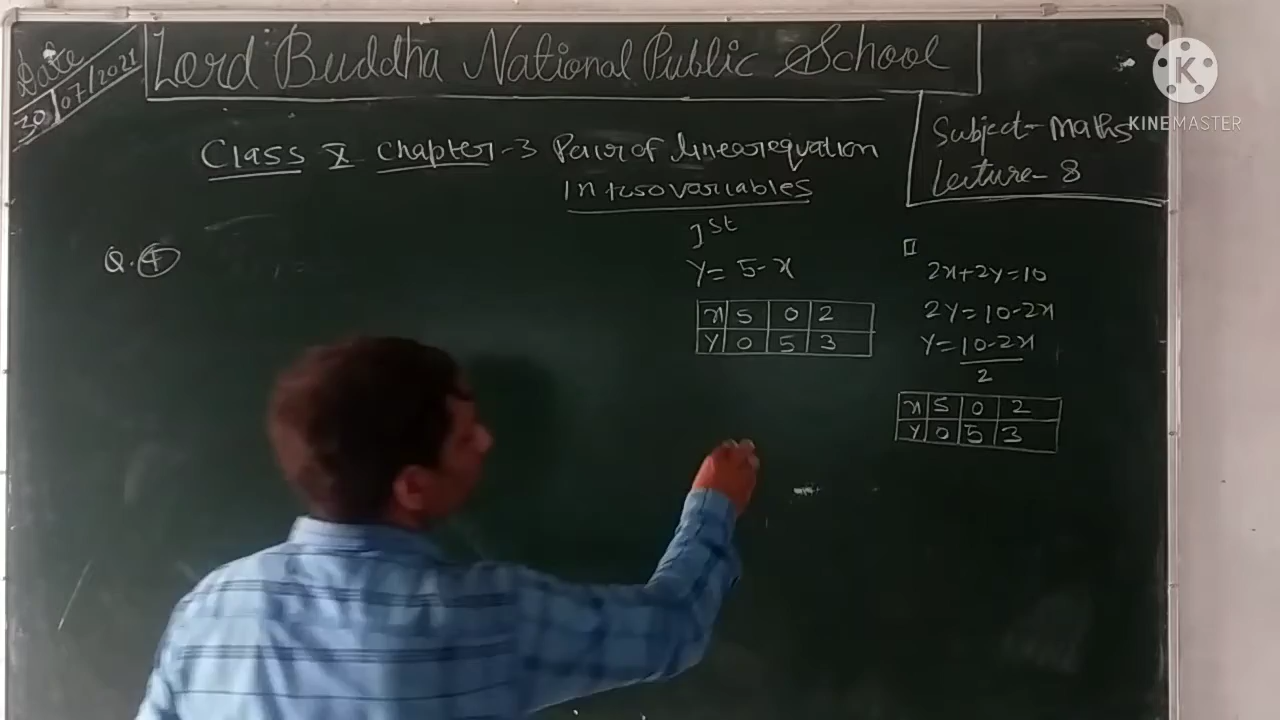 Date
30/07/2021
Lord Buddha National Public School
K
KINEMASTER
Subject- Maths
Lecture- 8
Class X Chapter-3 Pair of linear equation
In two variables
Q.4
1st
Y= 5-x
x 5 0 2
Y 0 5 3
II
2x+2y=10
2Y=10-2x
Y=10-2x
2
x 5 0 2
Y 0 5 3